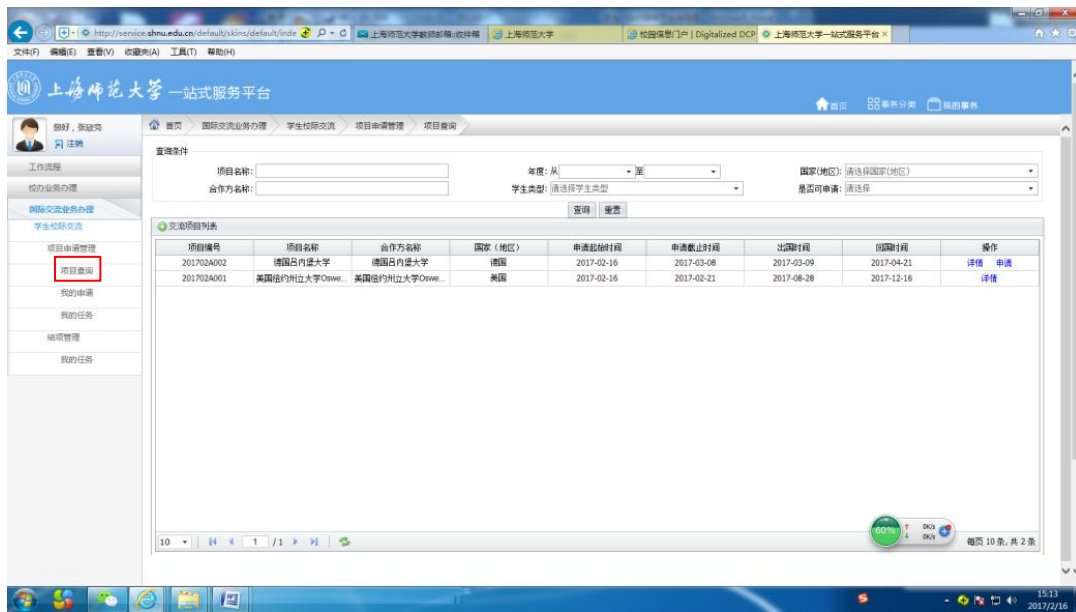 http://service.shnu.edu.cn/default/skins/default/inde
上海师范大学教师邮箱:收件箱
上海师范大学
校园信息门户 | Digitalized DCP
上海师范大学一站式服务平台
文件(F) 编辑(E) 查看(V) 收藏夹(A) 工具(T) 帮助(H)
上海师范大学 一站式服务平台
首页 事务分类 我的事务
您好，张欣亮
注销
首页 国际交流业务办理 学生校际交流 项目申请管理 项目查询
工作流程
校办业务办理
国际交流业务办理
学生校际交流
项目申请管理
项目查询
我的申请
我的任务
结项管理
我的任务
查询条件
项目名称: 年度: 从 至 国家(地区): 请选择国家(地区)
合作方名称: 学生类型: 请选择学生类型 是否可申请: 请选择
查询 重置
交流项目列表
项目编号 项目名称 合作方名称 国家（地区） 申请起始时间 申请截止时间 出国时间 回国时间 操作
201702A002 德国吕内堡大学 德国吕内堡大学 德国 2017-02-16 2017-03-08 2017-03-09 2017-04-21 详情 申请
201702A001 美国纽约州立大学Oswe... 美国纽约州立大学Oswe... 美国 2017-02-16 2017-02-21 2017-08-28 2017-12-16 详情
60% 0K/s
0K/s
10 1 /1 每页 10 条, 共 2 条
15:13
2017/2/16